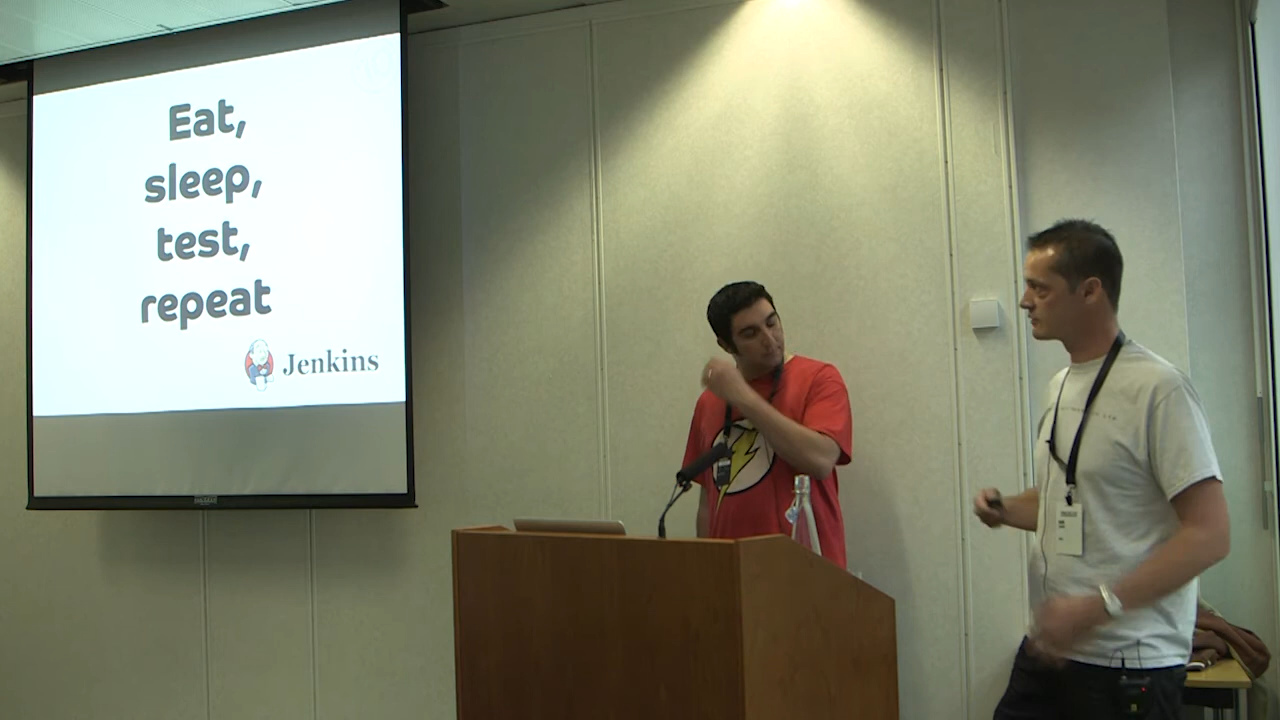 Eat,
sleep,
test,
repeat
Jenkins